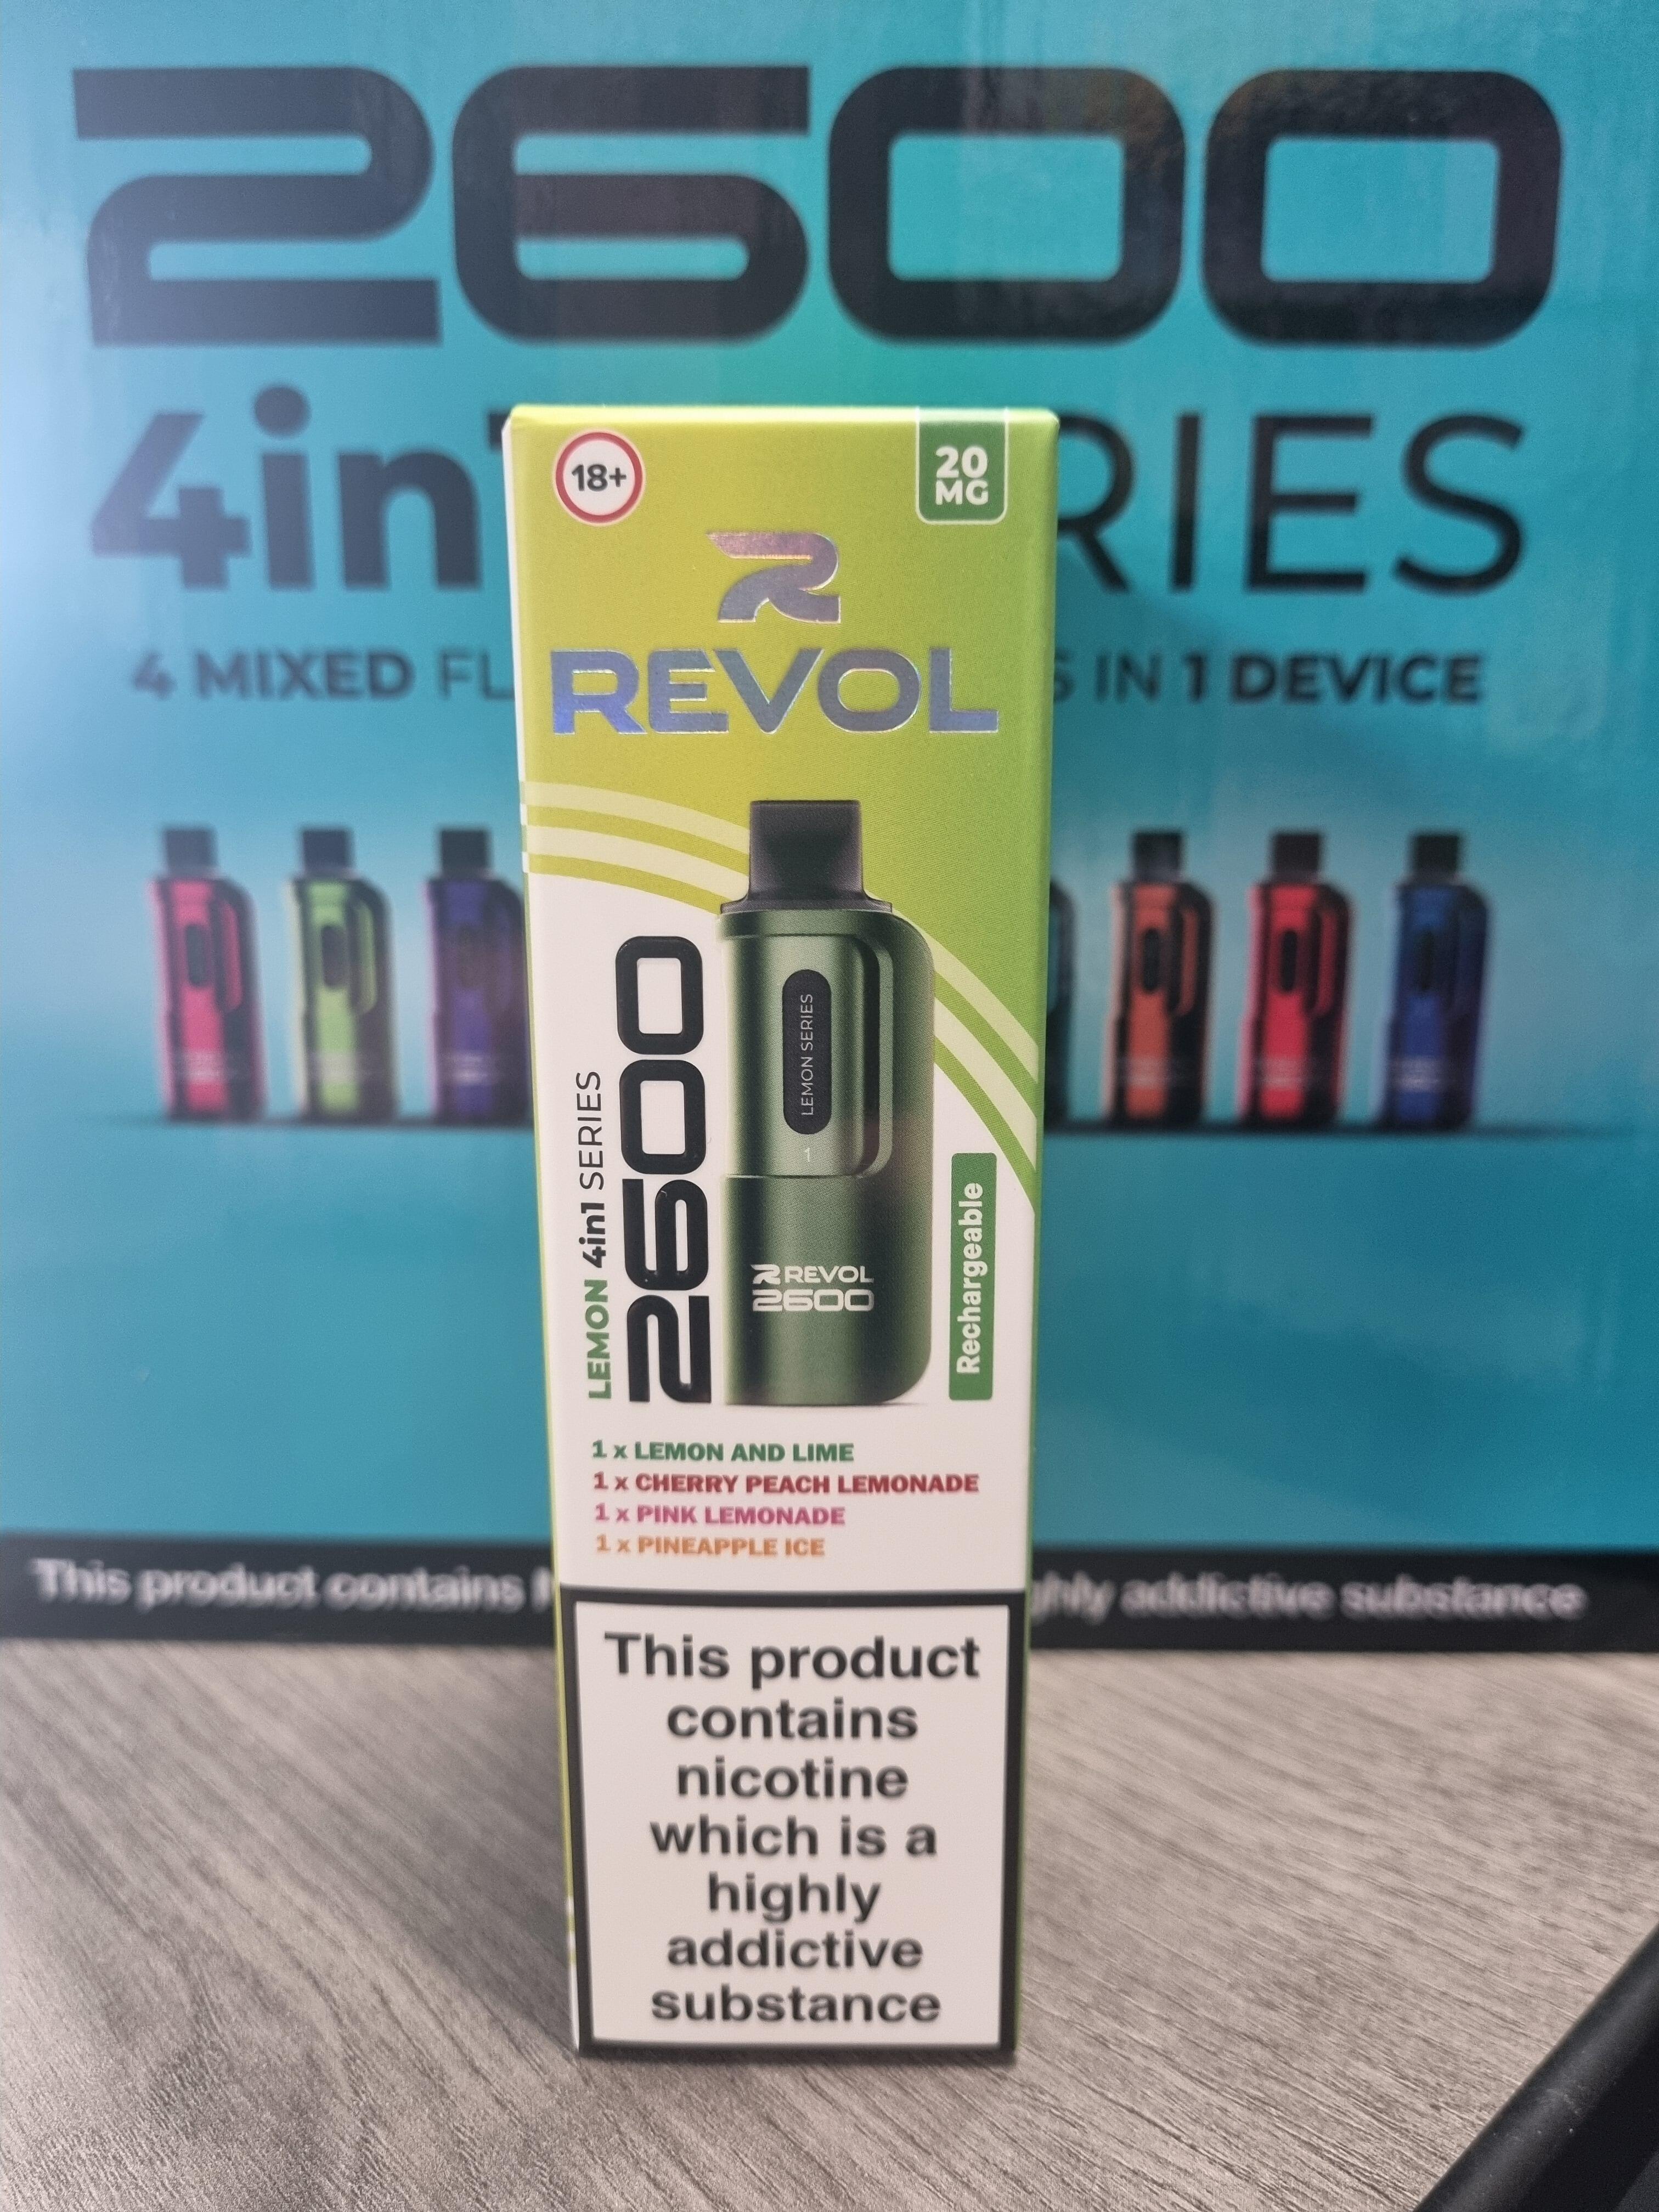 2600
4in1 SERIES
4 MIXED FL S IN 1 DEVICE
18+
20
MG
REVOL
LEMON 4in1 SERIES
2600
LEMON SERIES
1
REVOL
2600
Rechargeable
1 x LEMON AND LIME
1 x CHERRY PEACH LEMONADE
1 x PINK LEMONADE
1 x PINEAPPLE ICE
This product contains
addictive substance
This product
contains
nicotine
which is a
highly
addictive
substance